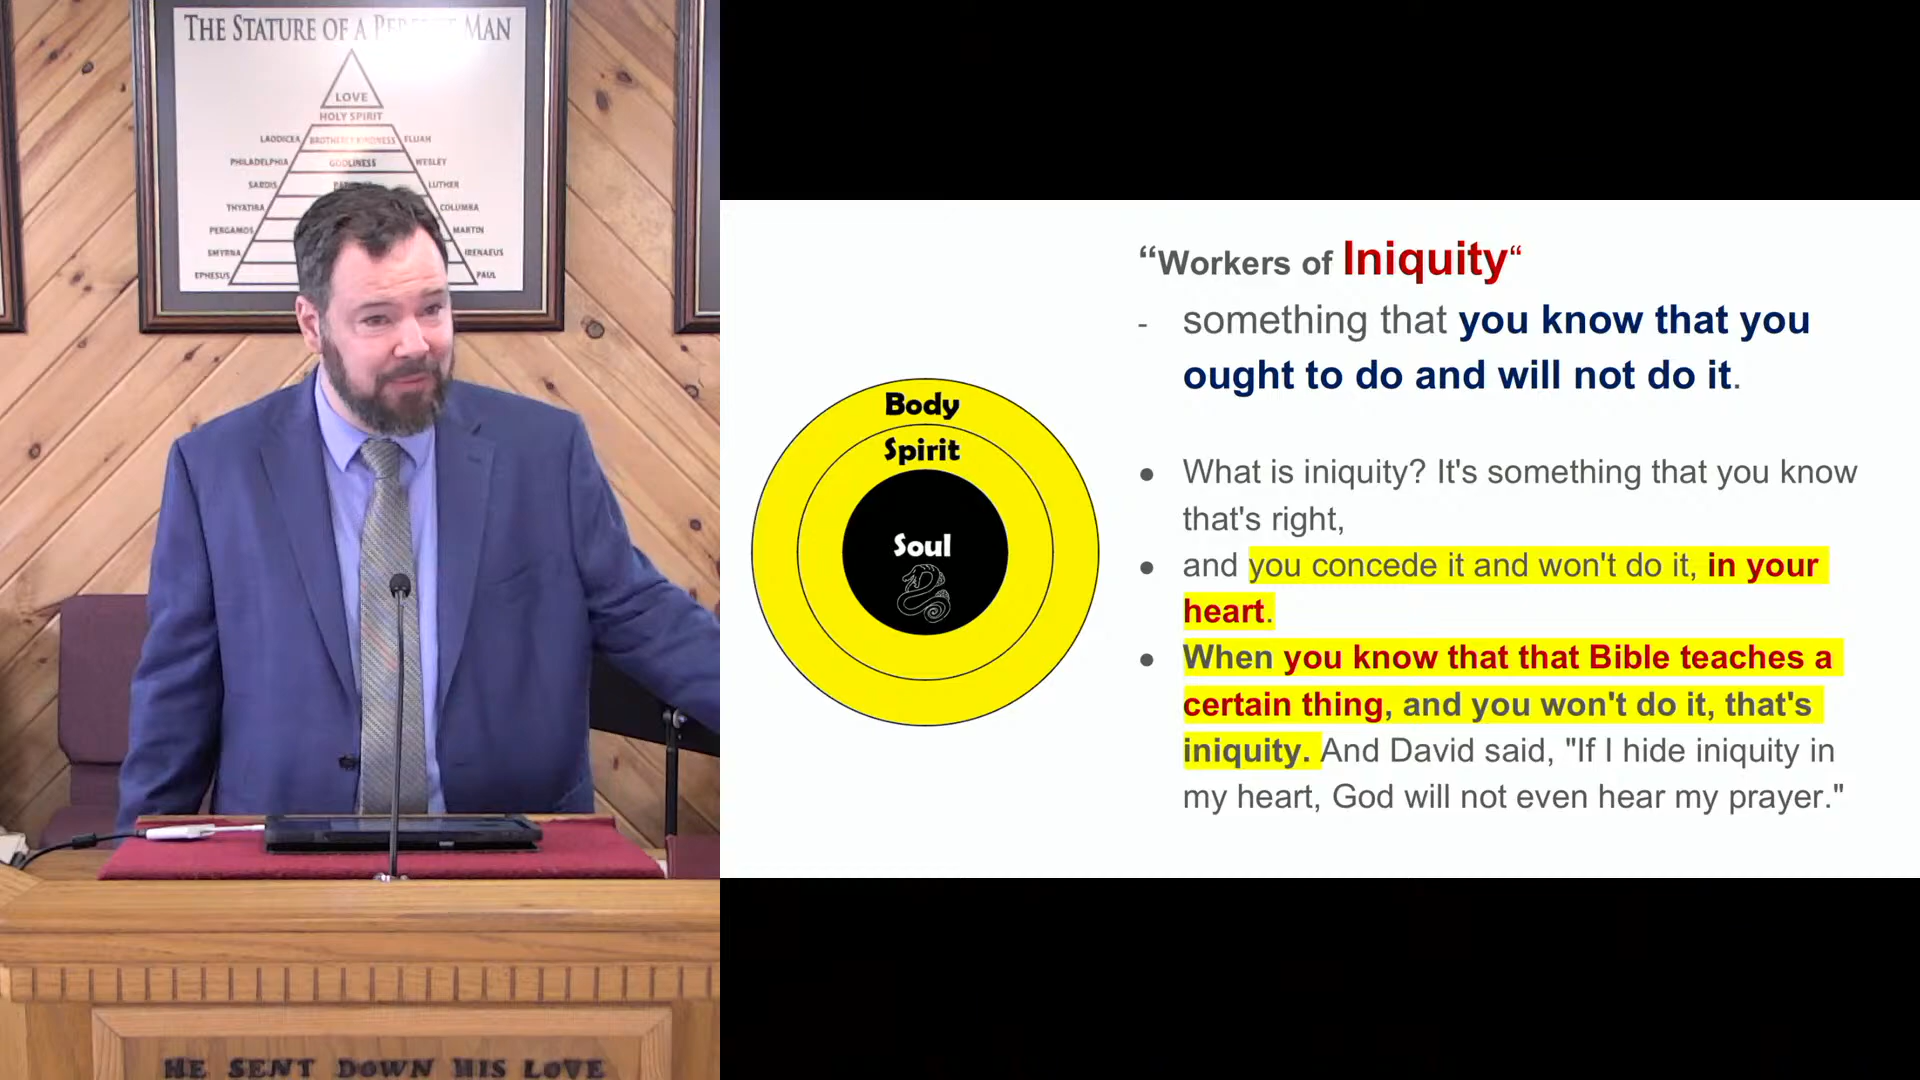 THE STATURE OF A PERFECT MAN
LOVE
HOLY SPIRIT
LAODICEA BROTHERLY KINDNESS ELIJAH
PHILADELPHIA GODLINESS WESLEY
SARDIS LUTHER
THYATIRA COLUMBA
PERGAMOS MARTIN
SMYRNA IRENAEUS
EPHESUS PAUL
HE SENT DOWN HIS LOVE
Body
Spirit
Soul
“Workers of Iniquity“
- something that you know that you
ought to do and will not do it.
● What is iniquity? It's something that you know
that's right,
● and you concede it and won't do it, in your
heart.
● When you know that that Bible teaches a
certain thing, and you won't do it, that's
iniquity. And David said, "If I hide iniquity in
my heart, God will not even hear my prayer."